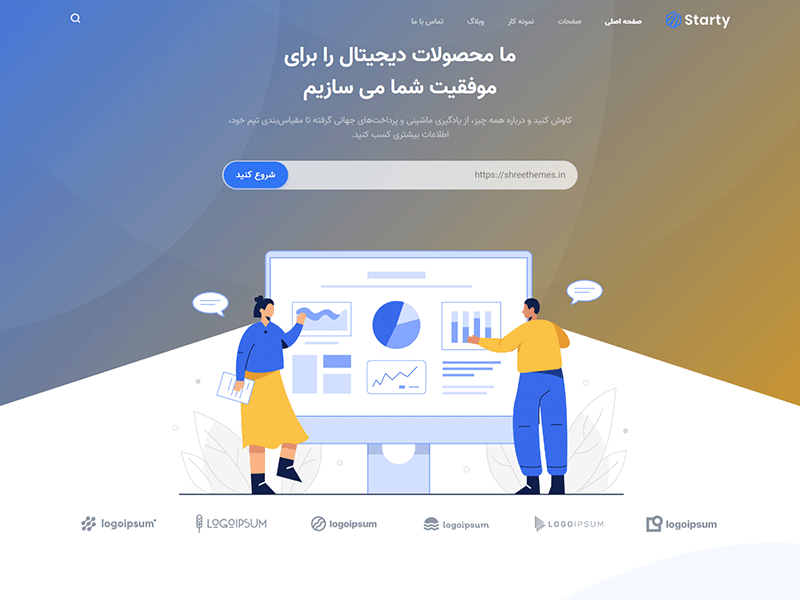 Starty
صفحه اصلی
صفحات
نمونه کار
وبلاگ
تماس با ما
ما محصولات دیجیتال را برای
موفقیت شما می سازیم
کاوش کنید و درباره همه چیز، از یادگیری ماشینی و پرداخت‌های جهانی گرفته تا مقیاس‌بندی تیم خود،
اطلاعات بیشتری کسب کنید.
https://shreethemes.in
شروع کنید
logoipsum
LOGOIPSUM
logoipsum
logoipsum
LOGOIPSUM
logoipsum